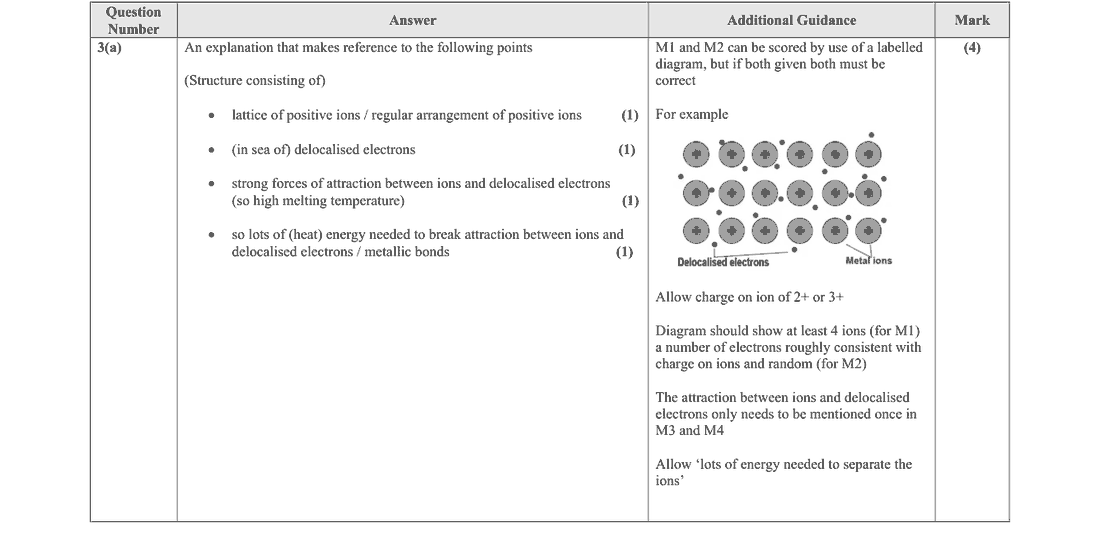 Question Number
Answer
Additional Guidance
Mark
3(a)
An explanation that makes reference to the following points
(Structure consisting of)
• lattice of positive ions / regular arrangement of positive ions (1)
• (in sea of) delocalised electrons (1)
• strong forces of attraction between ions and delocalised electrons
(so high melting temperature) (1)
• so lots of (heat) energy needed to break attraction between ions and
delocalised electrons / metallic bonds (1)
M1 and M2 can be scored by use of a labelled
diagram, but if both given both must be
correct
For example
+ + + + + +
+ + + + + +
+ + + + + +
Delocalised electrons
Metal ions
Allow charge on ion of 2+ or 3+
Diagram should show at least 4 ions (for M1)
a number of electrons roughly consistent with
charge on ions and random (for M2)
The attraction between ions and delocalised
electrons only needs to be mentioned once in
M3 and M4
Allow ‘lots of energy needed to separate the
ions’
(4)